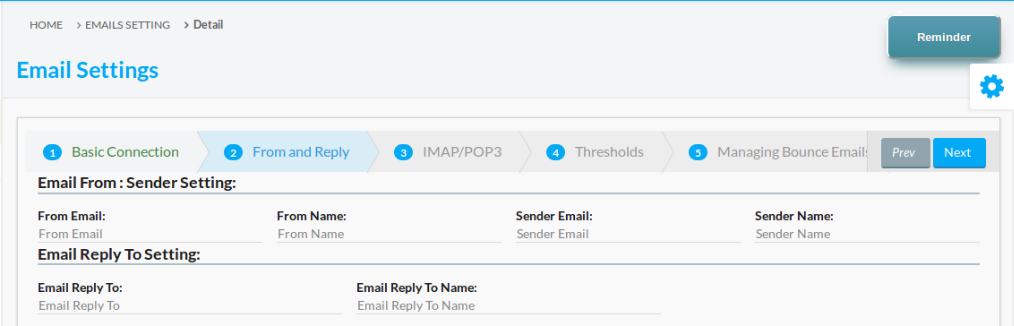 HOME > EMAILS SETTING > Detail
Reminder
Email Settings
1 Basic Connection 2 From and Reply 3 IMAP/POP3 4 Thresholds 5 Managing Bounce Emails Prev Next
Email From : Sender Setting:
From Email: From Name: Sender Email: Sender Name:
From Email From Name Sender Email Sender Name
Email Reply To Setting:
Email Reply To: Email Reply To Name:
Email Reply To Email Reply To Name